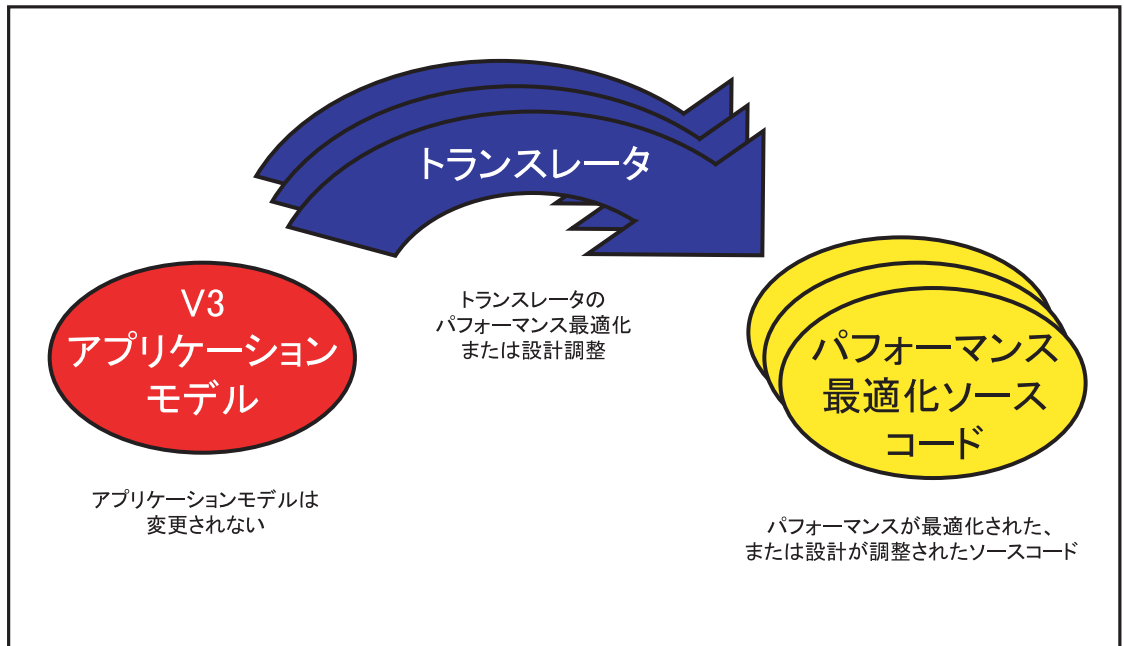 トランスレータ
V3
アプリケーション
モデル
トランスレータの
パフォーマンス最適化
または設計調整
パフォーマンス
最適化ソース
コード
アプリケーションモデルは
変更されない
パフォーマンスが最適化された、
または設計が調整されたソースコード